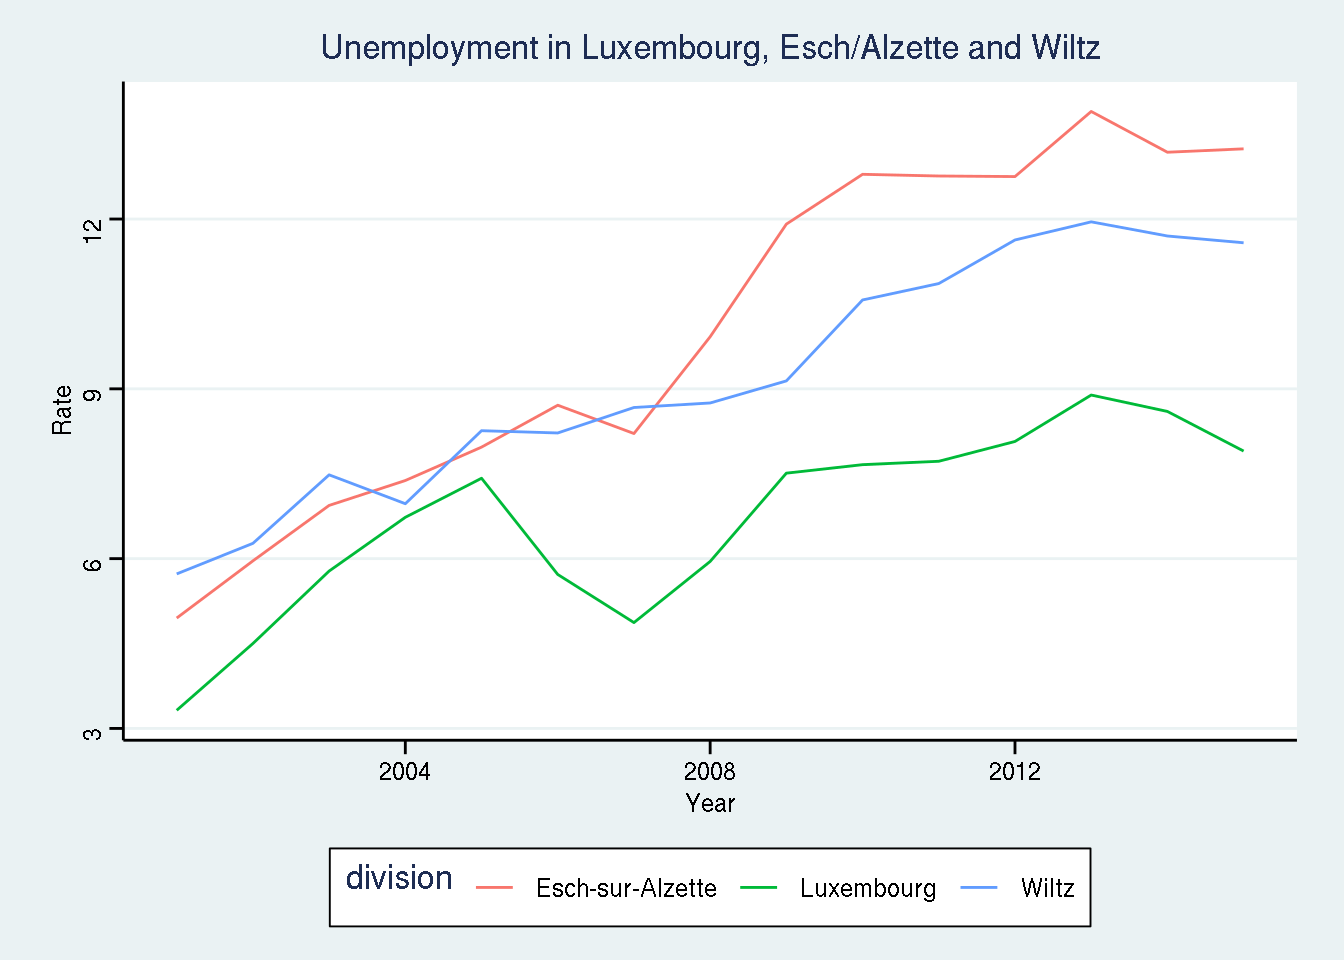 Unemployment in Luxembourg, Esch/Alzette and Wiltz
12
9
6
3
Rate
2004 2008 2012
Year
division Esch-sur-Alzette Luxembourg Wiltz